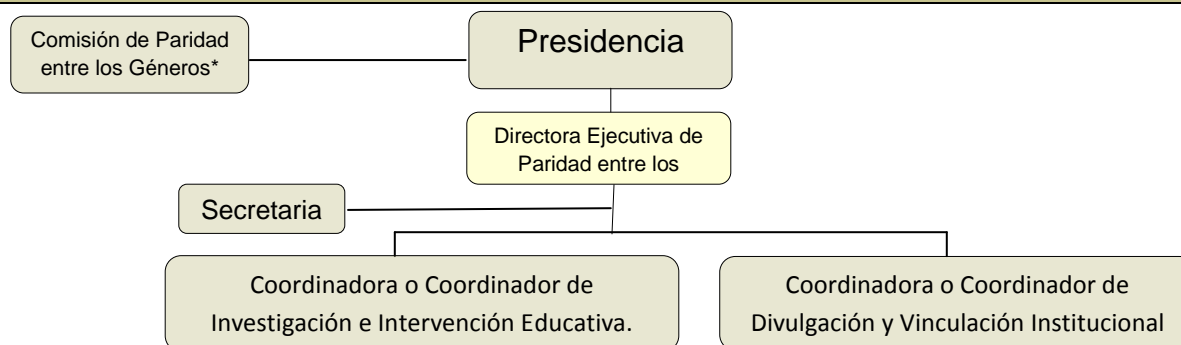 Comisión de Paridad
entre los Géneros*
Presidencia
Directora Ejecutiva de
Paridad entre los
Secretaria
Coordinadora o Coordinador de
Investigación e Intervención Educativa.
Coordinadora o Coordinador de
Divulgación y Vinculación Institucional